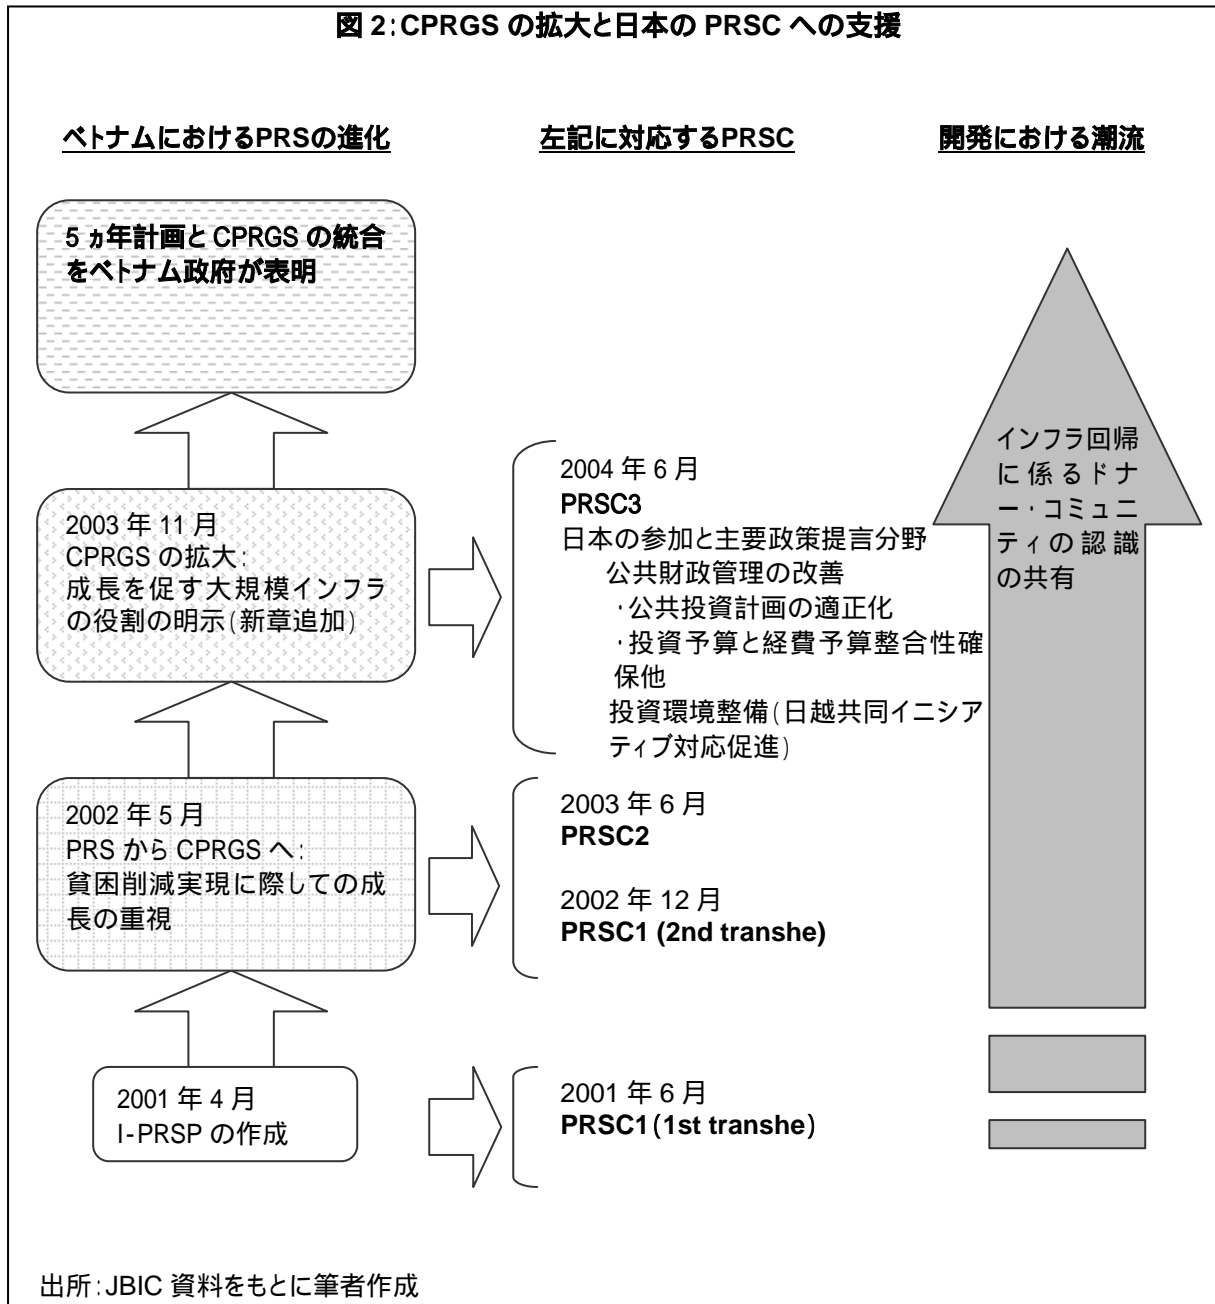 図 2:CPRGS の拡大と日本の PRSC への支援
ベトナムにおけるPRSの進化
左記に対応するPRSC
開発における潮流
5 ヵ年計画と CPRGS の統合
をベトナム政府が表明
2003 年 11 月
CPRGS の拡大:
成長を促す大規模インフラ
の役割の明示(新章追加)
2004 年 6 月
PRSC3
日本の参加と主要政策提言分野
公共財政管理の改善
・公共投資計画の適正化
・投資予算と経費予算整合性確
保他
投資環境整備(日越共同イニシア
ティブ対応促進)
インフラ回帰
に係るドナ
ー・コミュニ
ティの認識
の共有
2002 年 5 月
PRS から CPRGS へ:
貧困削減実現に際しての成
長の重視
2003 年 6 月
PRSC2
2002 年 12 月
PRSC1 (2nd transhe)
2001 年 4 月
I-PRSP の作成
2001 年 6 月
PRSC1(1st transhe)
出所:JBIC 資料をもとに筆者作成